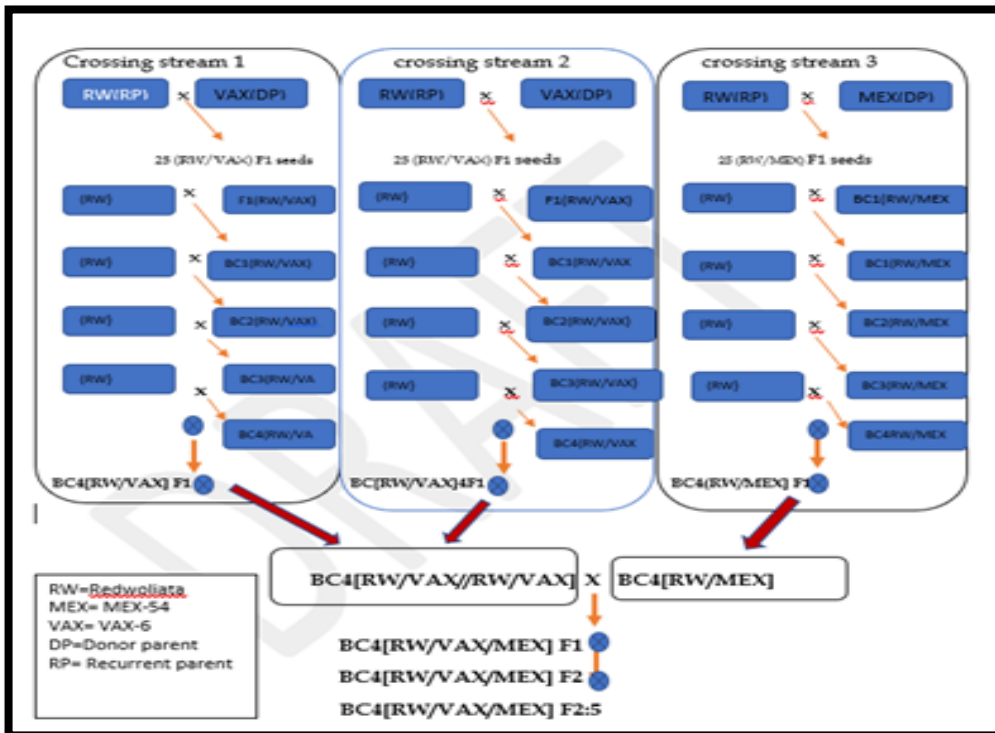 Crossing stream 1
RW(RP) x VAX(DP)
25 (RW/VAX) F1 seeds
(RW) x F1(RW/VAX)
(RW) x BC1(RW/VAX)
(RW) x BC2(RW/VAX)
(RW) x BC3(RW/VA
BC4(RW/VA
BC4[RW/VAX] F1
crossing stream 2
RW(RP) x VAX(DP)
25 (RW/VAX) F1 seeds
(RW) x F1(RW/VAX)
(RW) x BC1(RW/VAX
(RW) x BC2(RW/VAX)
(RW) x BC3(RW/VAX)
BC4(RW/VAX
BC[RW/VAX]4F1
crossing stream 3
RW(RP) x MEX(DP)
25 (RW/MEX) F1 seeds
(RW) x BC1(RW/MEX
(RW) x BC1(RW/MEX
(RW) x BC2(RW/MEX
(RW) x BC3(RW/MEX
BC4RW/MEX
BC4(RW/MEX] F1
BC4[RW/VAX//RW/VAX] X BC4[RW/MEX]
BC4[RW/VAX/MEX] F1
BC4[RW/VAX/MEX] F2
BC4[RW/VAX/MEX] F2:5
RW=Redwoliata
MEX= MEX-54
VAX= VAX-6
DP=Donor parent
RP= Recurrent parent
DRAFT